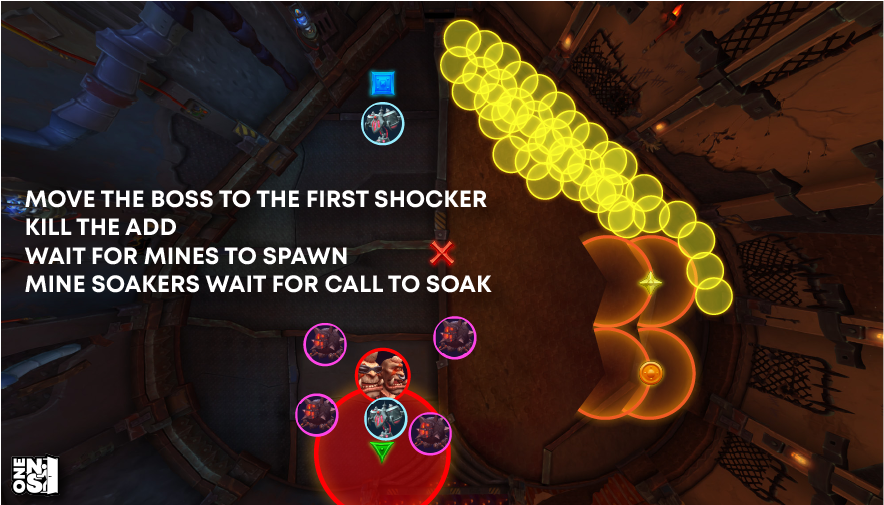 MOVE THE BOSS TO THE FIRST SHOCKER
KILL THE ADD
WAIT FOR MINES TO SPAWN
MINE SOAKERS WAIT FOR CALL TO SOAK